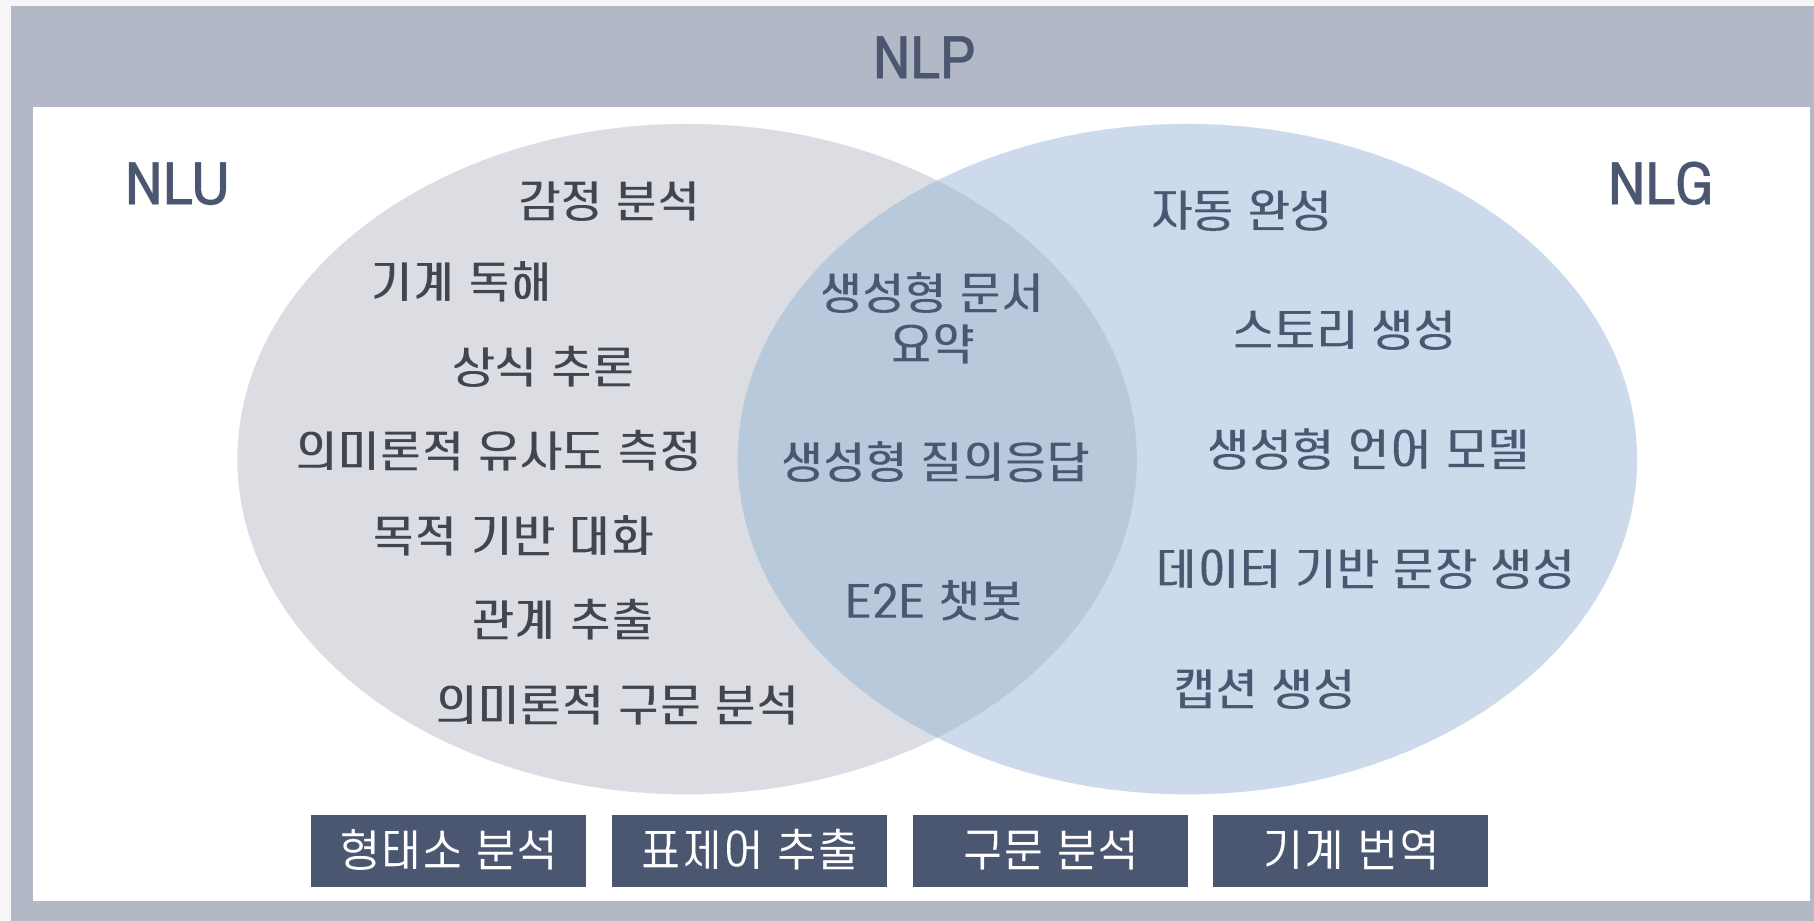 NLP
NLU
NLG
감정 분석
기계 독해
상식 추론
의미론적 유사도 측정
목적 기반 대화
관계 추출
의미론적 구문 분석
생성형 문서
요약
생성형 질의응답
E2E 챗봇
자동 완성
스토리 생성
생성형 언어 모델
데이터 기반 문장 생성
캡션 생성
형태소 분석
표제어 추출
구문 분석
기계 번역